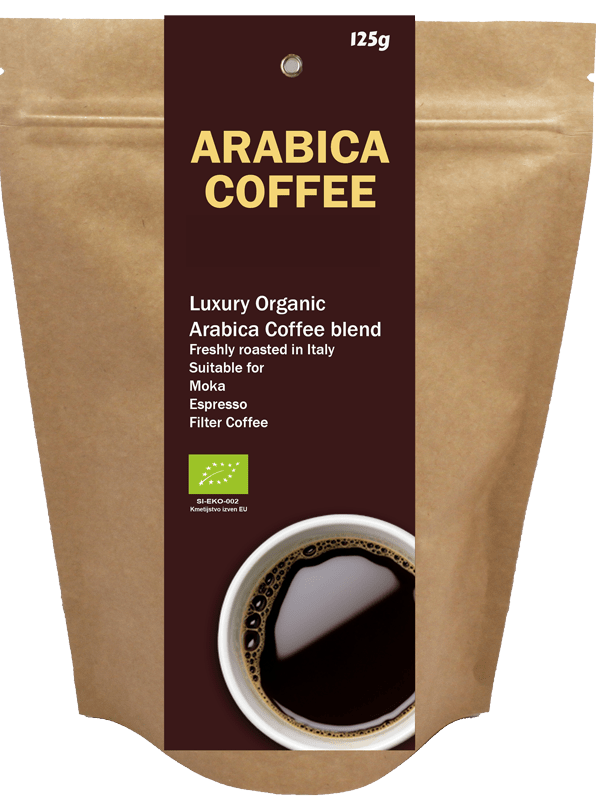 125g
ARABICA
COFFEE
Luxury Organic
Arabica Coffee blend
Freshly roasted in Italy
Suitable for
Moka
Espresso
Filter Coffee
SI-EKO-002
Kmetijstvo izven EU